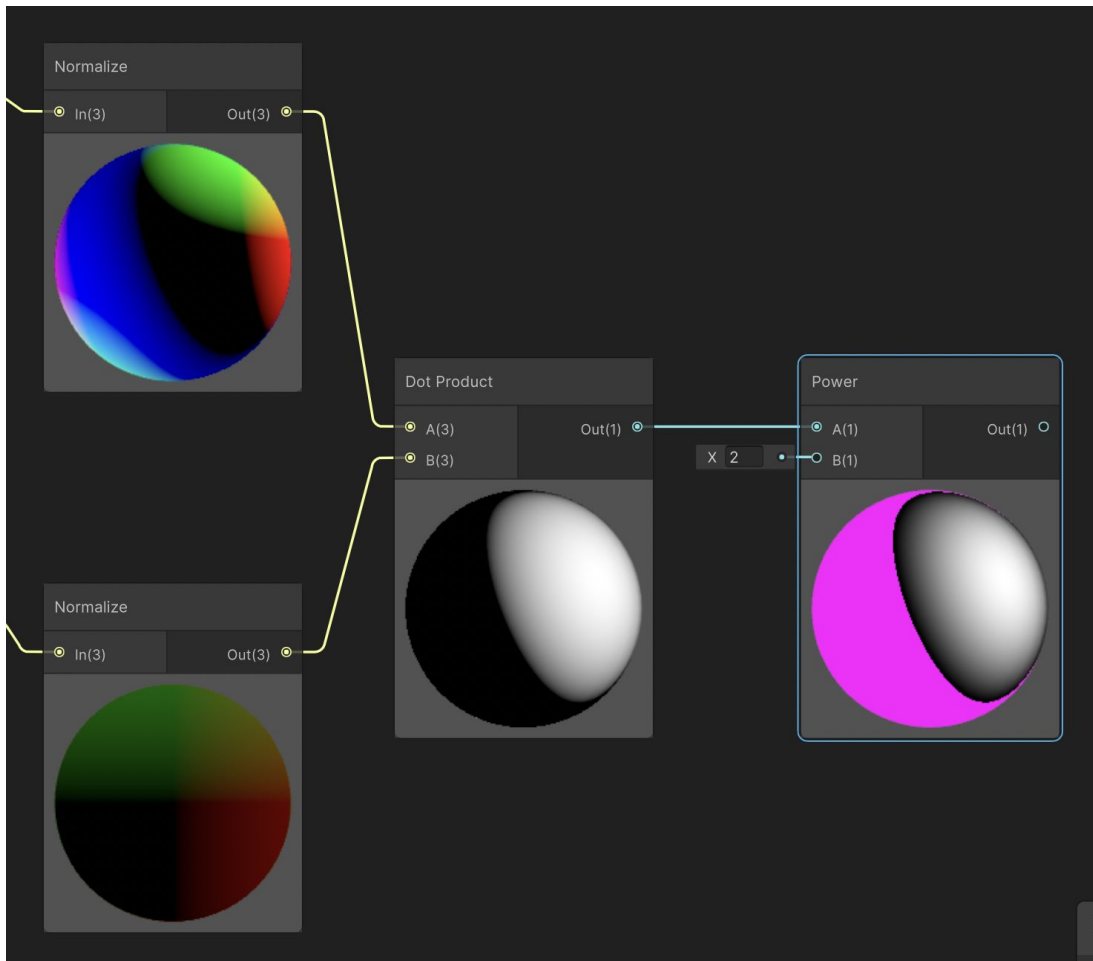 Normalize
In(3) Out(3)
Dot Product
A(3) Out(1)
B(3)
Power
A(1) Out(1)
X 2 B(1)
Normalize
In(3) Out(3)